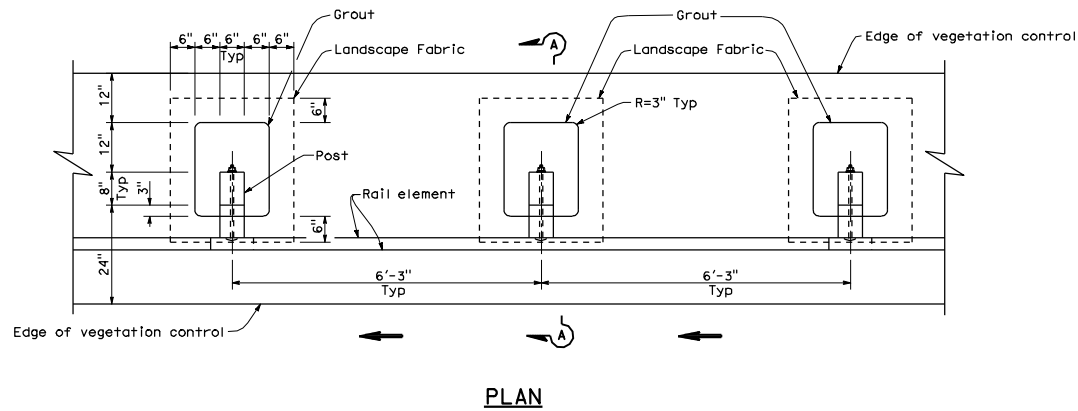 Grout
Grout
6" 6" 6" 6" 6"
Typ
Landscape Fabric
A
Landscape Fabric
Edge of vegetation control
12"
6"
R=3" Typ
12"
Post
8"
Typ
3"
Rail element
6"
24"
6'-3"
Typ
6'-3"
Typ
Edge of vegetation control
A
PLAN